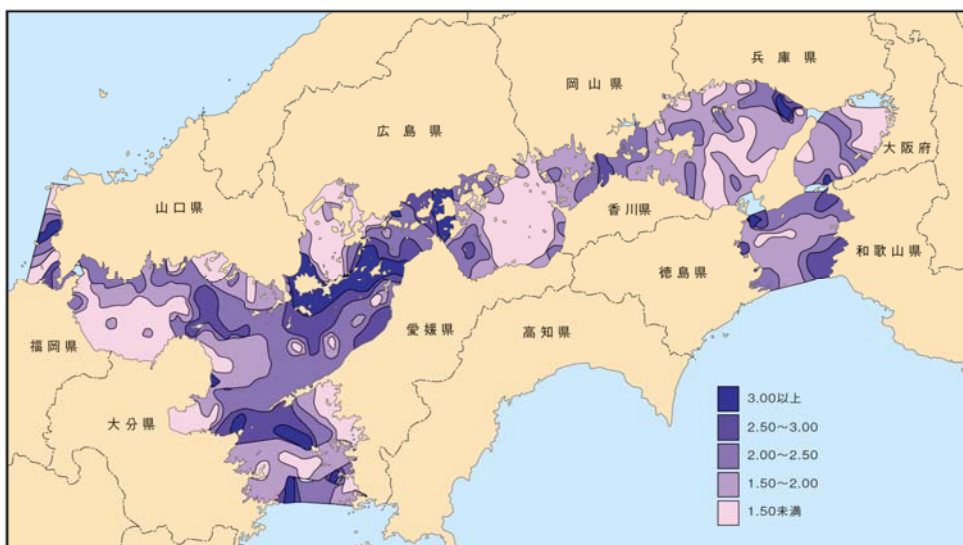 兵庫県
岡山県
広島県
大阪府
山口県
香川県
和歌山県
徳島県
愛媛県
高知県
福岡県
大分県
3.00以上
2.50～3.00
2.00～2.50
1.50～2.00
1.50未満